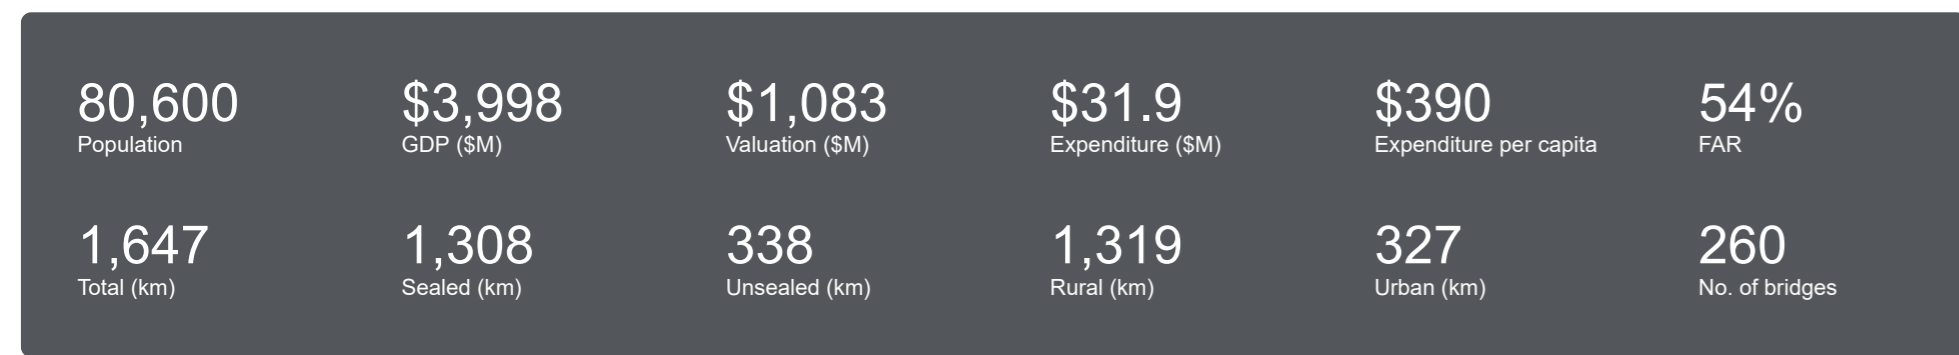 80,600 $3,998 $1,083 $31.9 $390 54%
Population GDP ($M) Valuation ($M) Expenditure ($M) Expenditure per capita FAR
1,647 1,308 338 1,319 327 260
Total (km) Sealed (km) Unsealed (km) Rural (km) Urban (km) No. of bridges